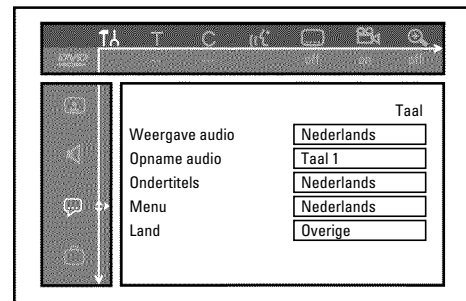 T C
DVD -- --- off on off
Taal
Weergave audio Nederlands
Opname audio Taal 1
Ondertitels Nederlands
Menu Nederlands
Land Overige